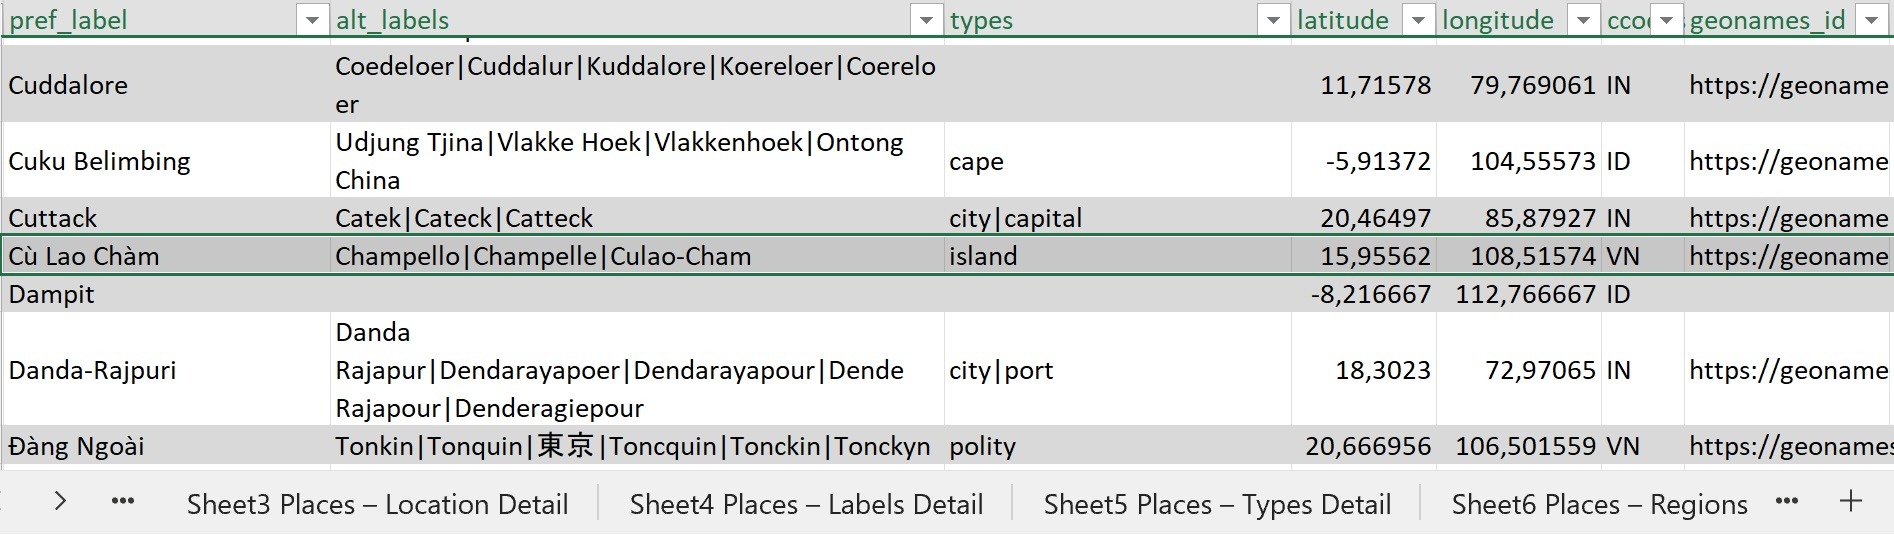 pref_label alt_labels types latitude longitude ccodes geonames_id
Coedeloer|Cuddalur|Kuddalore|Koereloer|Coerelo
Cuddalore er 11,71578 79,769061 IN https://geoname
Udjung Tjina|Vlakke Hoek|Vlakkenhoek|Ontong
Cuku Belimbing China cape -5,91372 104,55573 ID https://geoname
Cuttack Catek|Cateck|Catteck city|capital 20,46497 85,87927 IN https://geoname
Cù Lao Chàm Champello|Champelle|Culao-Cham island 15,95562 108,51574 VN https://geoname
Dampit -8,216667 112,766667 ID
Danda
Danda-Rajpuri Rajapur|Dendarayapoer|Dendarayapour|Dende city|port 18,3023 72,97065 IN https://geoname
Rajapour|Denderagiepour
Đàng Ngoài Tonkin|Tonquin|東京|Toncquin|Tonckin|Tonckyn polity 20,666956 106,501559 VN https://geonames
Sheet3 Places – Location Detail Sheet4 Places – Labels Detail Sheet5 Places – Types Detail Sheet6 Places – Regions